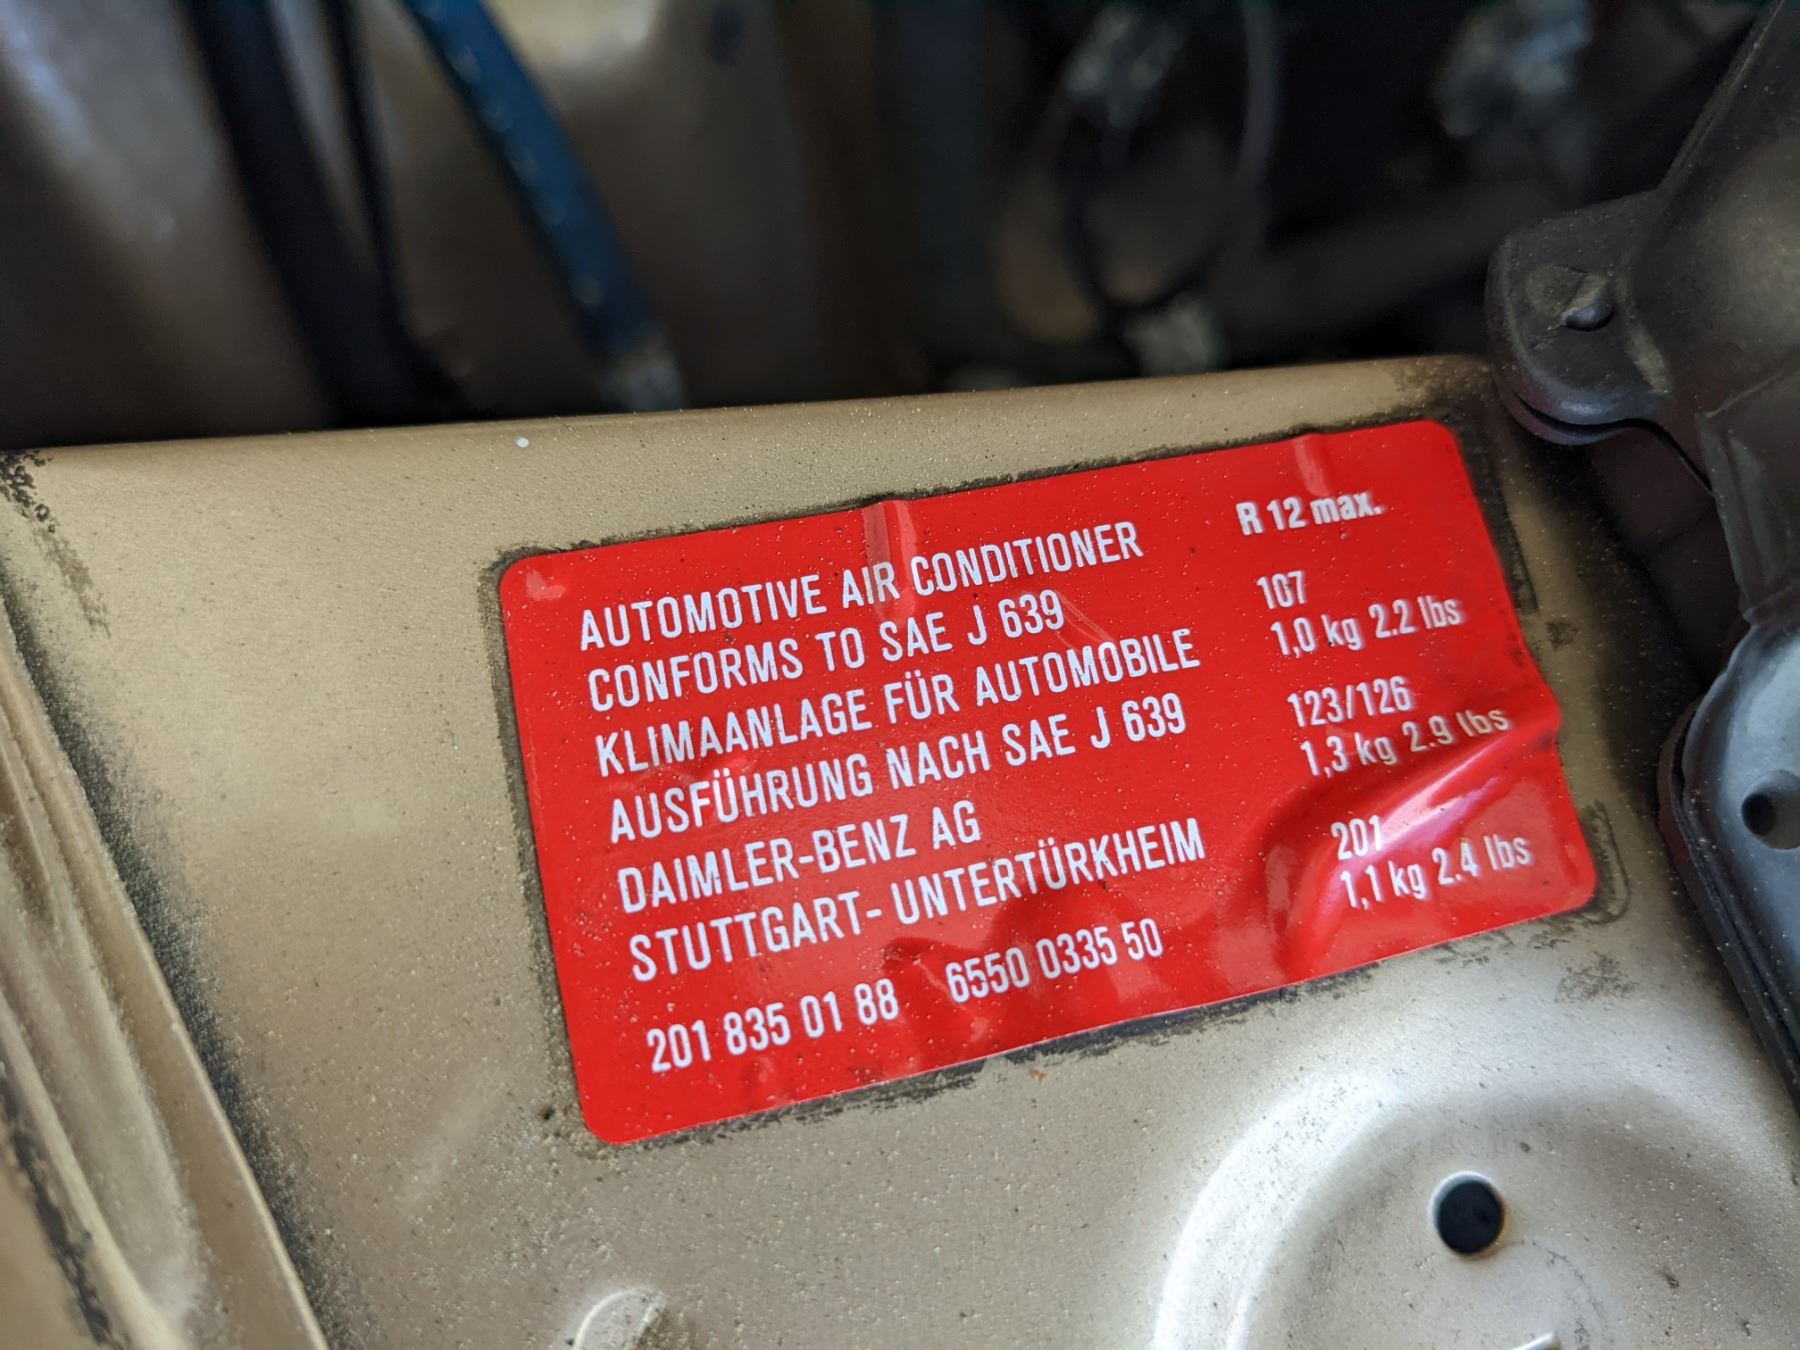 AUTOMOTIVE AIR CONDITIONER
CONFORMS TO SAE J 639
KLIMAANLAGE FÜR AUTOMOBILE
AUSFÜHRUNG NACH SAE J 639
DAIMLER-BENZ AG
STUTTGART- UNTERTÜRKHEIM
201 835 01 88 6550 0335 50
R 12 max.
107
1,0 kg 2.2 lbs
123/126
1,3 kg 2.9 lbs
201
1,1 kg 2.4 lbs